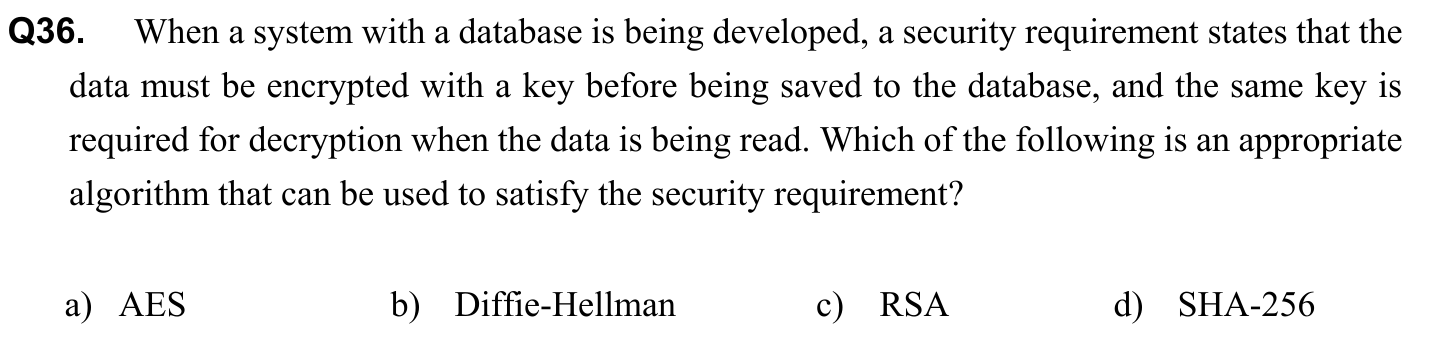 Q36. When a system with a database is being developed, a security requirement states that the
data must be encrypted with a key before being saved to the database, and the same key is
required for decryption when the data is being read. Which of the following is an appropriate
algorithm that can be used to satisfy the security requirement?
a) AES b) Diffie-Hellman c) RSA d) SHA-256